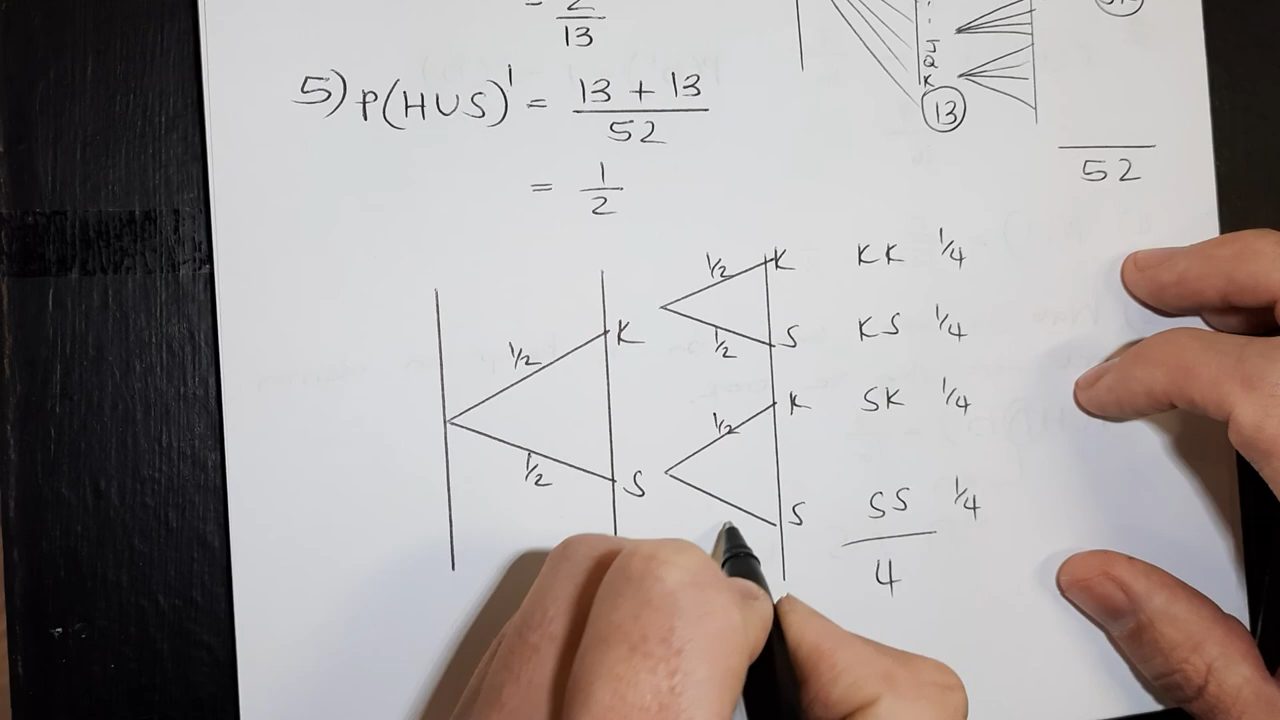 2
13
J
Q
K
13
52
5) P(HUS)' = 13 + 13
52
= 1
2
1/2 K KK 1/4
1/2 S KS 1/4
1/2 K
1/2 K SK 1/4
1/2 S
S SS 1/4
4